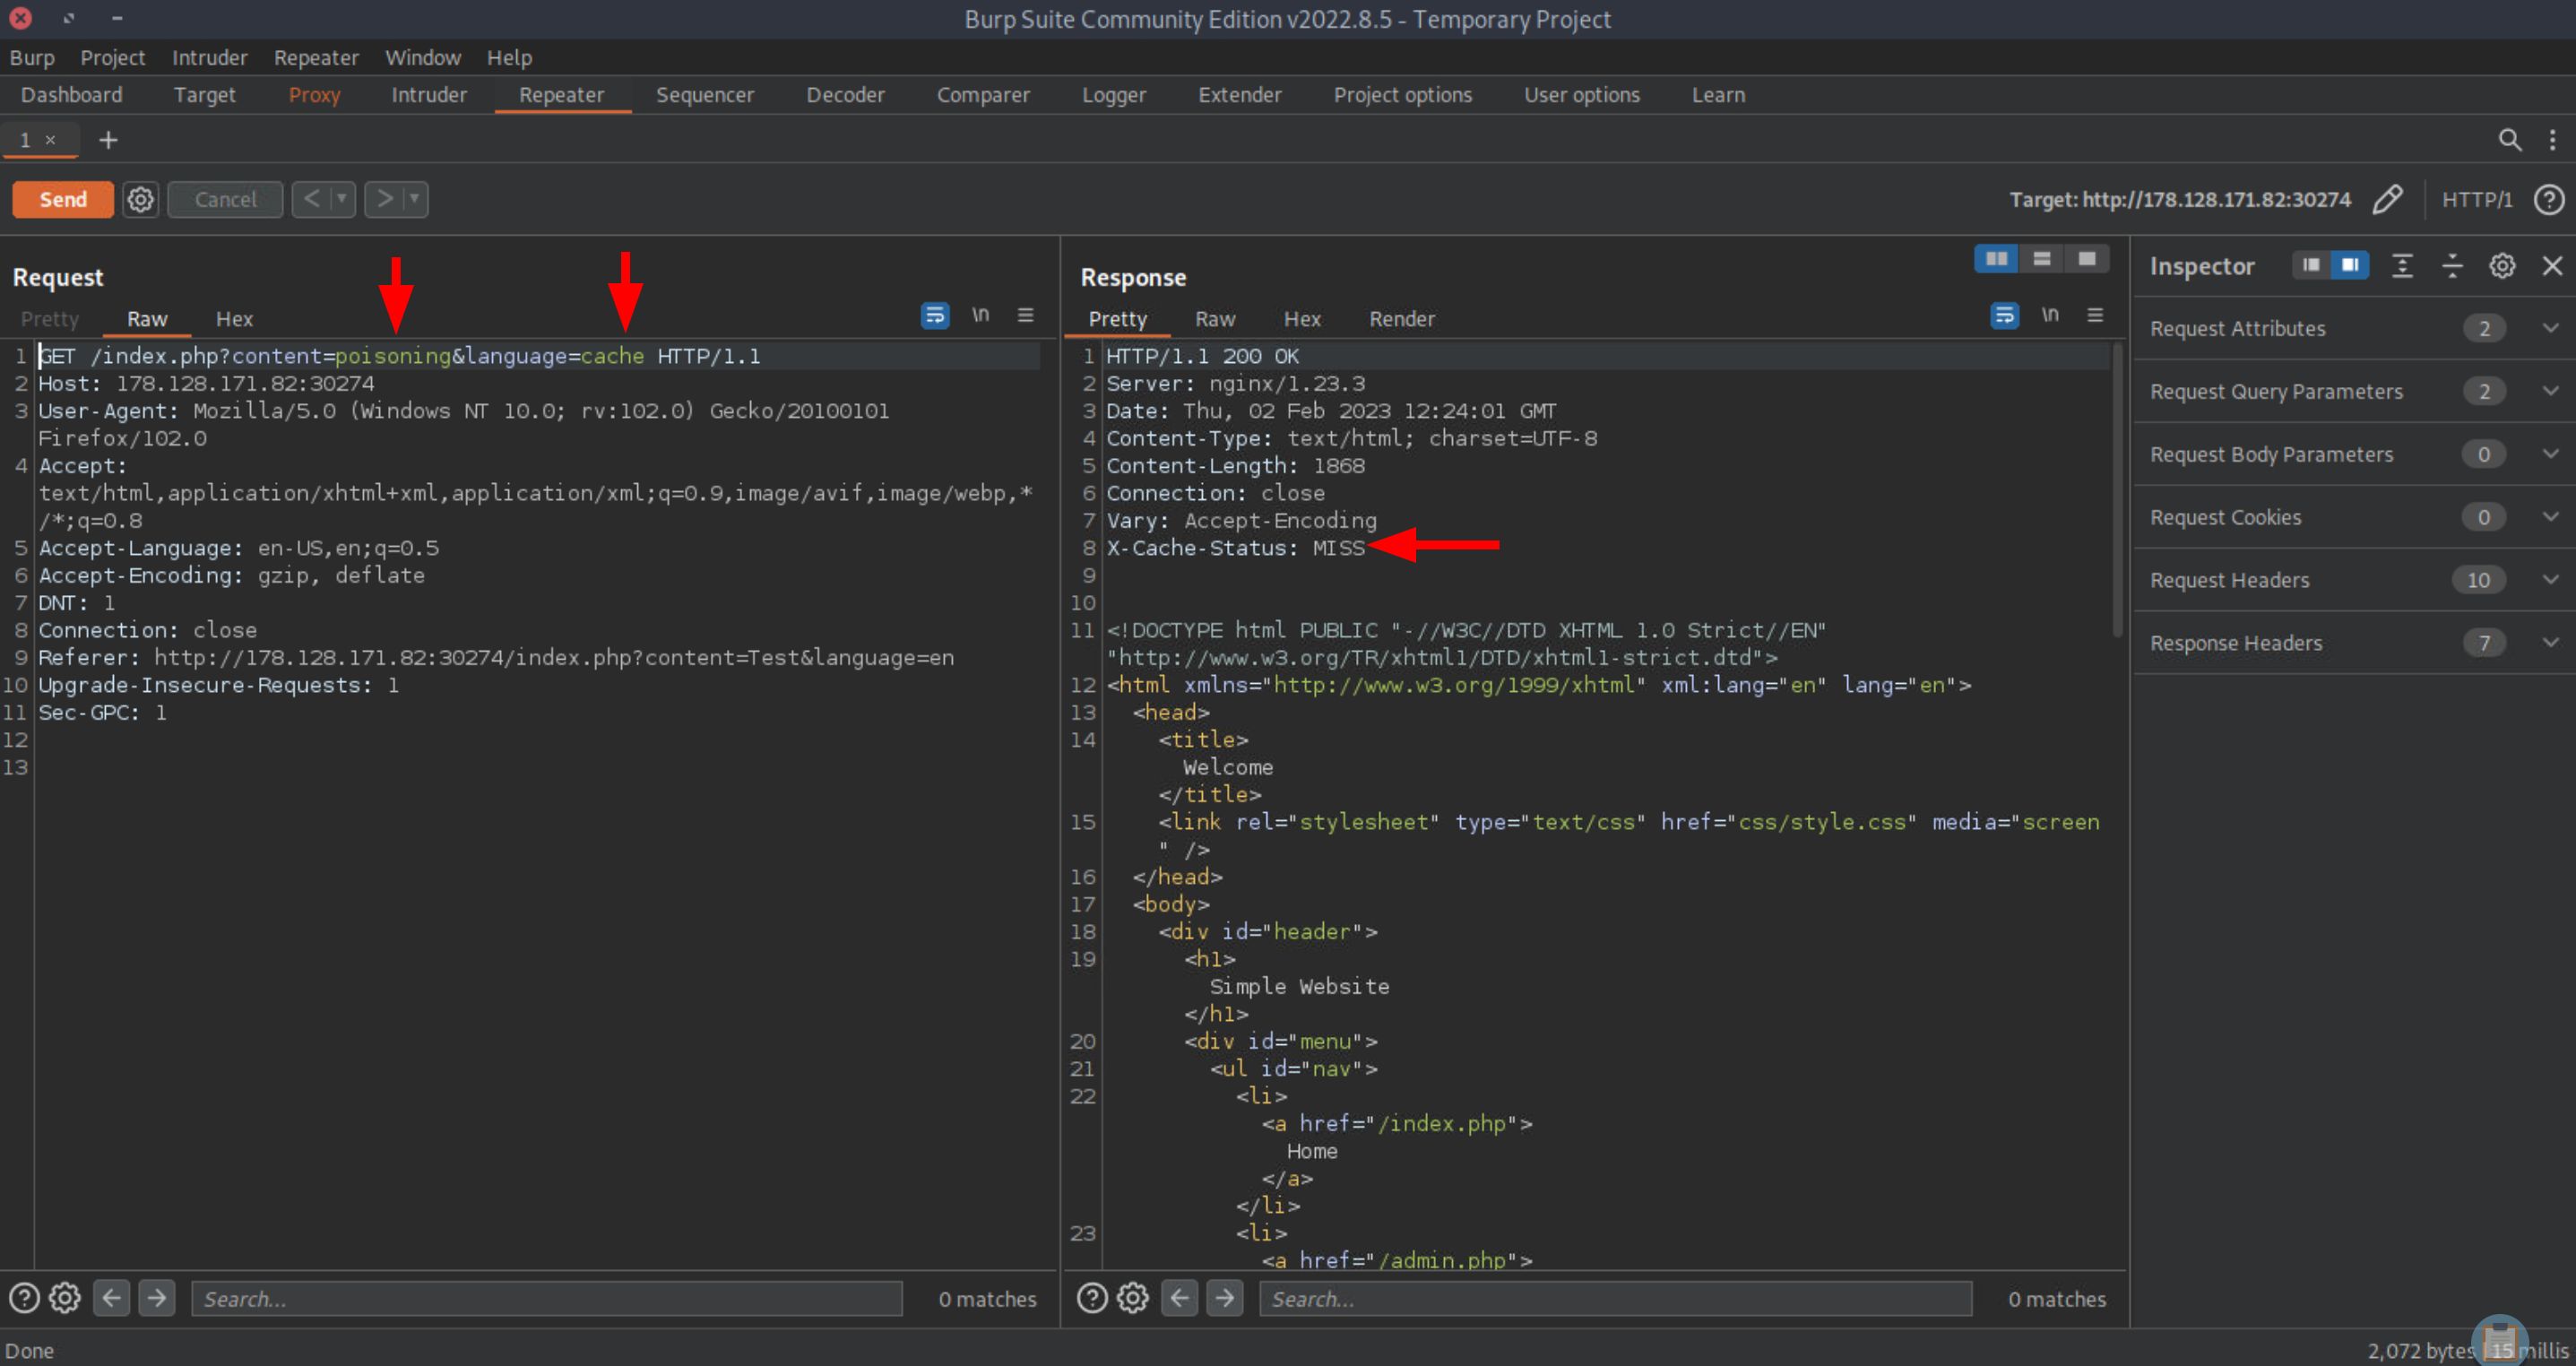 Burp Suite Community Edition v2022.8.5 - Temporary Project
Burp Project Intruder Repeater Window Help
Dashboard Target Proxy Intruder Repeater Sequencer Decoder Comparer Logger Extender Project options User options Learn
1 × +
Send Cancel < > Target: http://178.128.171.82:30274 HTTP/1
Request
Pretty Raw Hex \n
1 GET /index.php?content=poisoning&language=cache HTTP/1.1
2 Host: 178.128.171.82:30274
3 User-Agent: Mozilla/5.0 (Windows NT 10.0; rv:102.0) Gecko/20100101
Firefox/102.0
4 Accept:
text/html,application/xhtml+xml,application/xml;q=0.9,image/avif,image/webp,*
/*;q=0.8
5 Accept-Language: en-US,en;q=0.5
6 Accept-Encoding: gzip, deflate
7 DNT: 1
8 Connection: close
9 Referer: http://178.128.171.82:30274/index.php?content=Test&language=en
10 Upgrade-Insecure-Requests: 1
11 Sec-GPC: 1
12
13
Search...
0 matches
Response
Pretty Raw Hex Render \n
1 HTTP/1.1 200 OK
2 Server: nginx/1.23.3
3 Date: Thu, 02 Feb 2023 12:24:01 GMT
4 Content-Type: text/html; charset=UTF-8
5 Content-Length: 1868
6 Connection: close
7 Vary: Accept-Encoding
8 X-Cache-Status: MISS
9
10
11 <!DOCTYPE html PUBLIC "-//W3C//DTD XHTML 1.0 Strict//EN"
"http://www.w3.org/TR/xhtml1/DTD/xhtml1-strict.dtd">
12 <html xmlns="http://www.w3.org/1999/xhtml" xml:lang="en" lang="en">
13 <head>
14 <title>
Welcome
</title>
15 <link rel="stylesheet" type="text/css" href="css/style.css" media="screen
" />
16 </head>
17 <body>
18 <div id="header">
19 <h1>
Simple Website
</h1>
20 <div id="menu">
21 <ul id="nav">
22 <li>
<a href="/index.php">
Home
</a>
</li>
23 <li>
<a href="/admin.php">
Search...
0 matches
Inspector
Request Attributes 2
Request Query Parameters 2
Request Body Parameters 0
Request Cookies 0
Request Headers 10
Response Headers 7
Done
2,072 bytes | 15 millis